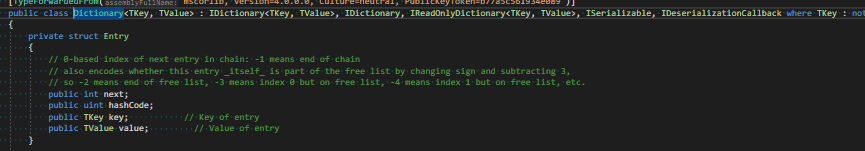 [TypeForwardedFrom(assemblyFullName: "mscorlib, Version=4.0.0.0, Culture=neutral, PublicKeyToken=b77a5c561934e089")]
public class Dictionary<TKey, TValue> : IDictionary<TKey, TValue>, IDictionary, IReadOnlyDictionary<TKey, TValue>, ISerializable, IDeserializationCallback where TKey : not
{
private struct Entry
{
// 0-based index of next entry in chain: -1 means end of chain
// also encodes whether this entry _itself_ is part of the free list by changing sign and subtracting 3,
// so -2 means end of free list, -3 means index 0 but on free list, -4 means index 1 but on free list, etc.
public int next;
public uint hashCode;
public TKey key; // Key of entry
public TValue value; // Value of entry
}